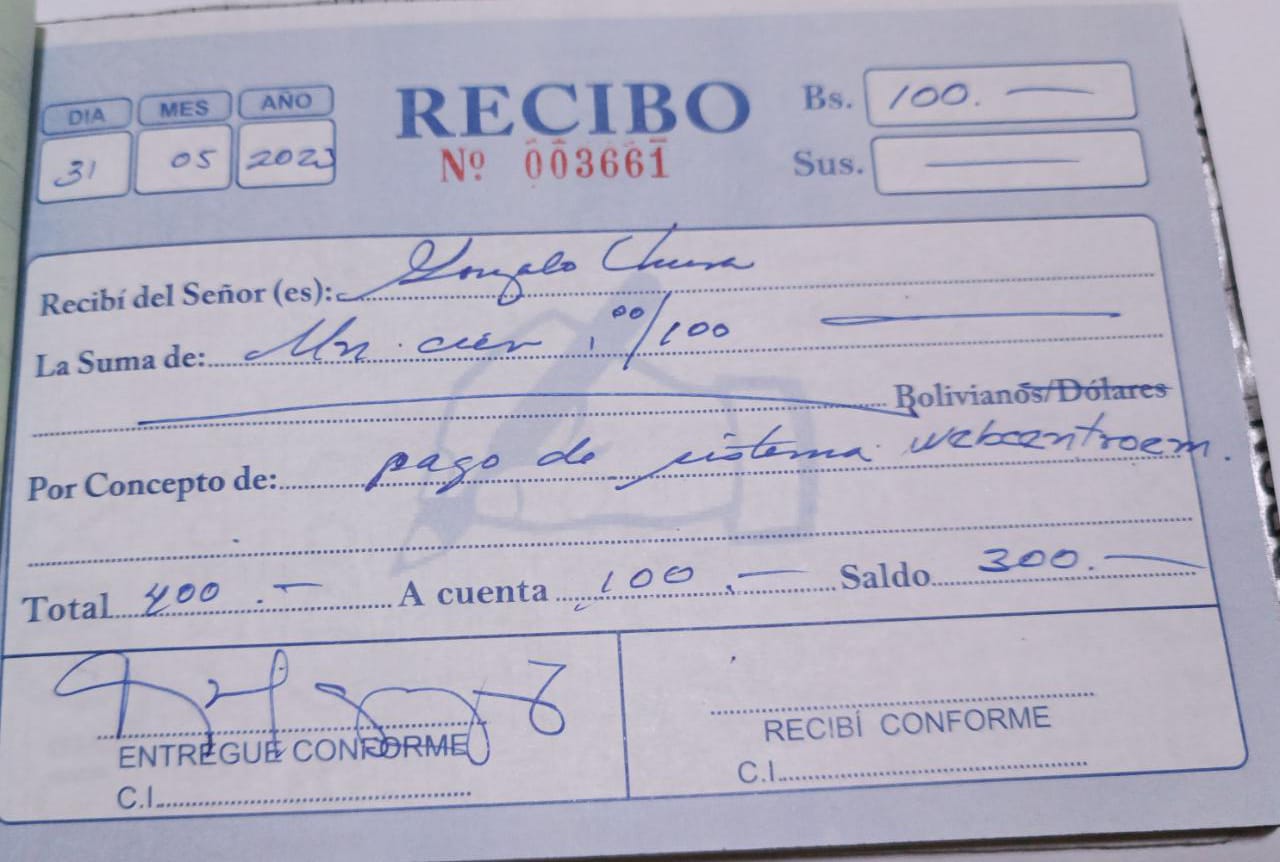 DIA MES AÑO
31 05 2023
RECIBO
Nº 003661
Bs. 100.—
Sus. —
Recibí del Señor (es): Gonzalo
La Suma de: Un cien . 00/100 —
Bolivianos/Dólares
Por Concepto de: pago de sistema webcentroem.
Total 400.— A cuenta 100.— Saldo 300.—
ENTREGUE CONFORME
C.I.
RECIBÍ CONFORME
C.I.